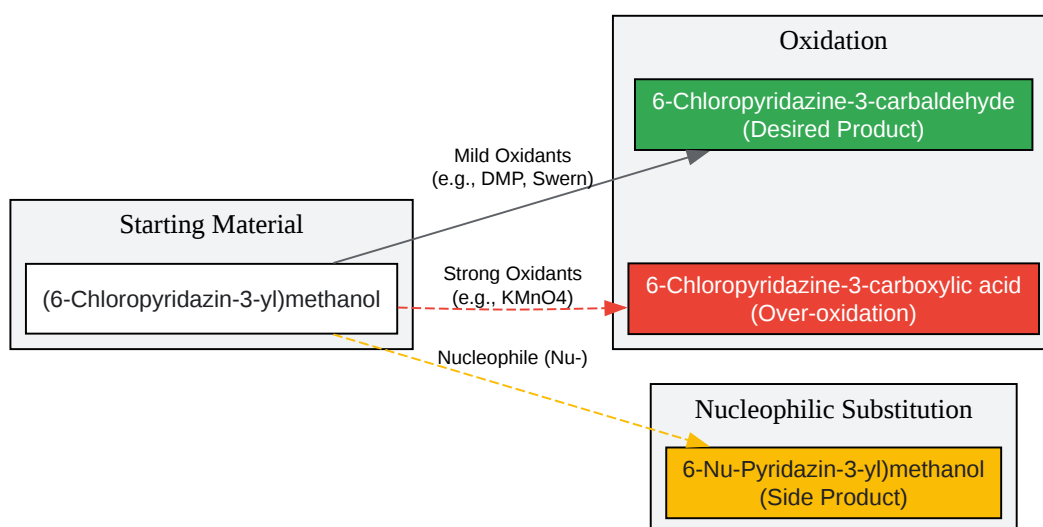 Oxidation
6-Chloropyridazine-3-carbaldehyde
(Desired Product)
Mild Oxidants
(e.g., DMP, Swern)
Starting Material
(6-Chloropyridazin-3-yl)methanol
Strong Oxidants
(e.g., KMnO4)
6-Chloropyridazine-3-carboxylic acid
(Over-oxidation)
Nucleophile (Nu-)
Nucleophilic Substitution
6-Nu-Pyridazin-3-yl)methanol
(Side Product)